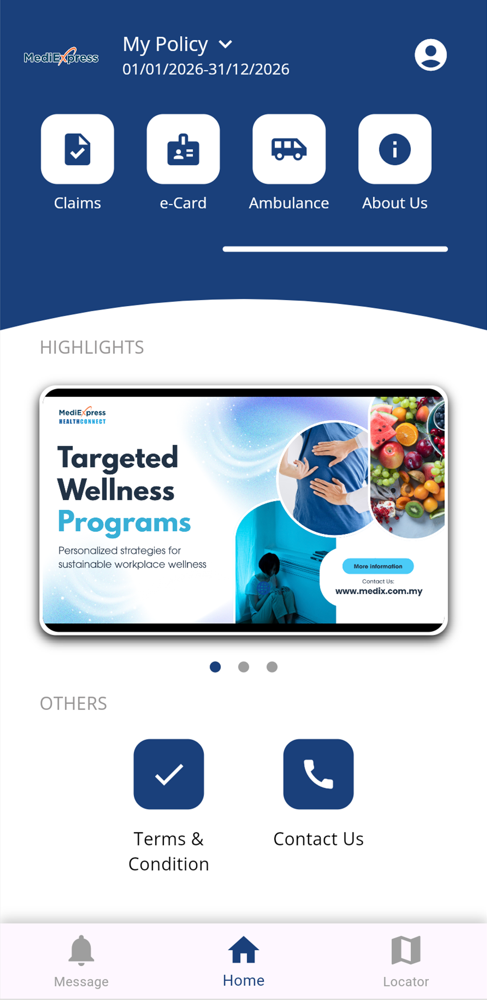 MediExpress
My Policy
01/01/2026-31/12/2026
Claims
e-Card
Ambulance
About Us
HIGHLIGHTS
MediExpress
HEALTHCONNECT
Targeted
Wellness
Programs
Personalized strategies for
sustainable workplace wellness
More information
Contact Us:
www.medix.com.my
OTHERS
Terms &
Condition
Contact Us
Message
Home
Locator